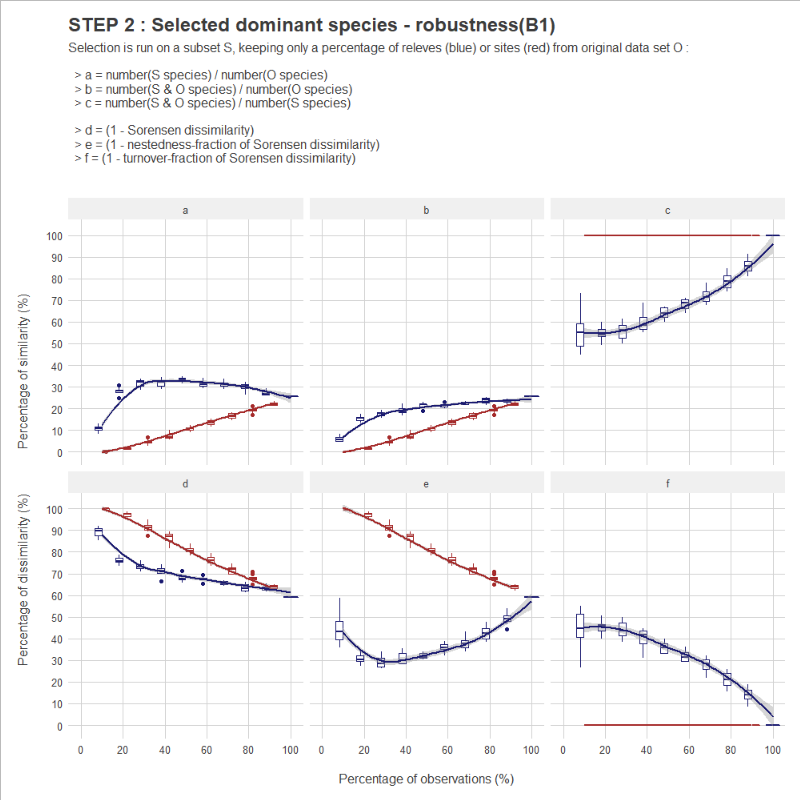 STEP 2 : Selected dominant species - robustness(B1)
Selection is run on a subset S, keeping only a percentage of releves (blue) or sites (red) from original data set O :
> a = number(S species) / number(O species)
> b = number(S & O species) / number(O species)
> c = number(S & O species) / number(S species)
> d = (1 - Sorensen dissimilarity)
> e = (1 - nestedness-fraction of Sorensen dissimilarity)
> f = (1 - turnover-fraction of Sorensen dissimilarity)
a b c
Percentage of similarity (%)
100
90
80
70
60
50
40
30
20
10
0
d e f
Percentage of dissimilarity (%)
100
90
80
70
60
50
40
30
20
10
0
0 20 40 60 80 100 0 20 40 60 80 100 0 20 40 60 80 100
Percentage of observations (%)